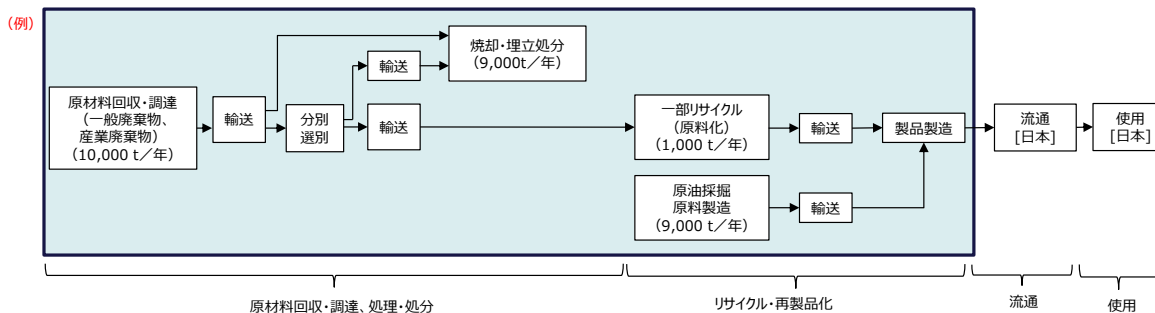 （例）
焼却・埋立処分
（9,000t／年）
輸送
原材料回収・調達
（一般廃棄物、
産業廃棄物）
（10,000 t／年）
輸送
分別
選別
輸送
一部リサイクル
（原料化）
（1,000 t／年）
輸送
製品製造
流通
[日本]
使用
[日本]
原油採掘
原料製造
（9,000 t／年）
輸送
原材料回収・調達、処理・処分
リサイクル・再製品化
流通
使用